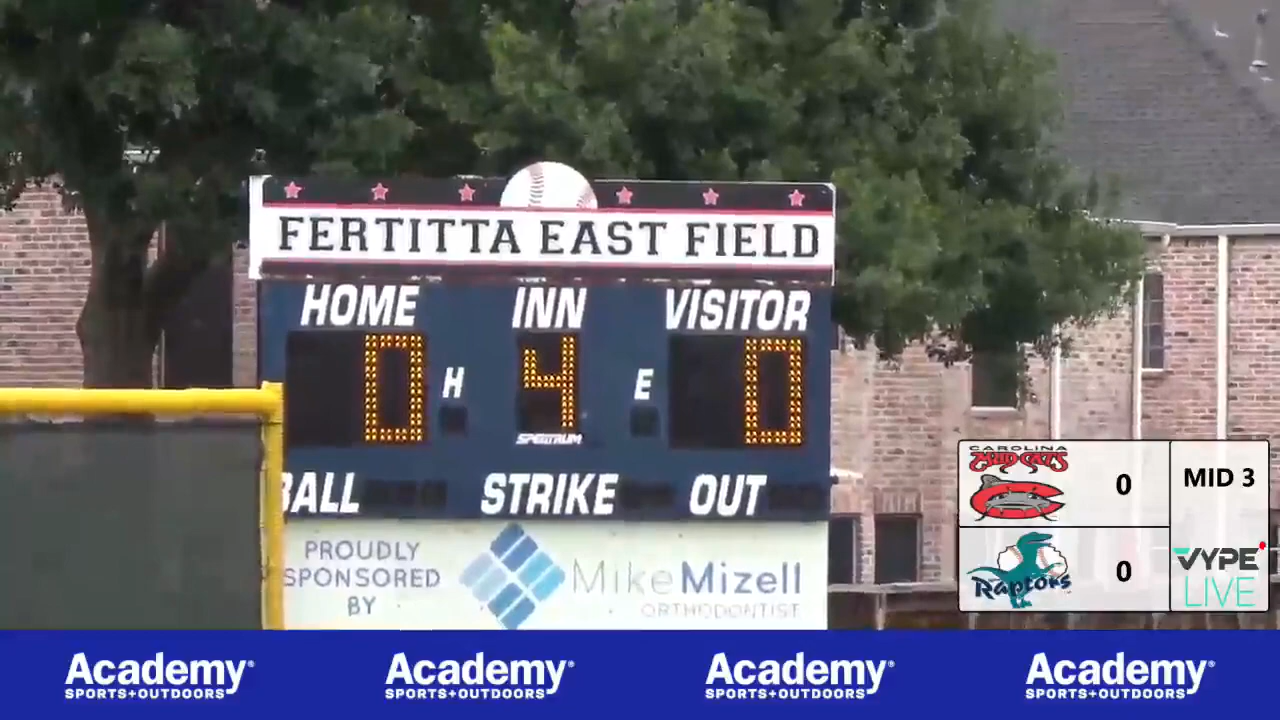 FERTITTA EAST FIELD
HOME INN VISITOR
0 H 4 E 0
SPECTRUM
BALL STRIKE OUT
PROUDLY
SPONSORED
BY
MikeMizell
ORTHODONTIST
CAROLINA
MUDCATS
0
MID 3
Raptors
0
VYPE
LIVE
Academy
SPORTS+OUTDOORS
Academy
SPORTS+OUTDOORS
Academy
SPORTS+OUTDOORS
Academy
SPORTS+OUTDOORS